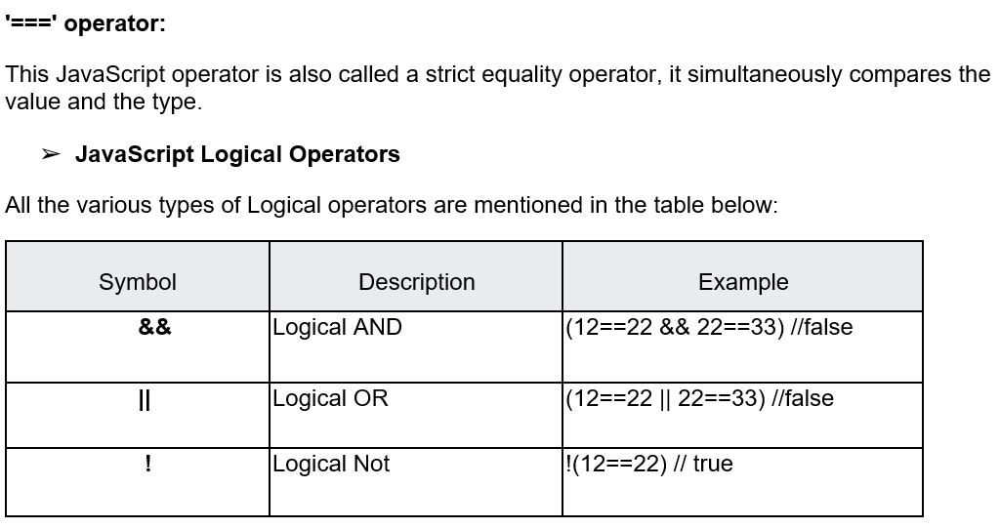 '===' operator:
This JavaScript operator is also called a strict equality operator, it simultaneously compares the
value and the type.
➢ JavaScript Logical Operators
All the various types of Logical operators are mentioned in the table below:
Symbol Description Example
&& Logical AND (12==22 && 22==33) //false
|| Logical OR (12==22 || 22==33) //false
! Logical Not !(12==22) // true